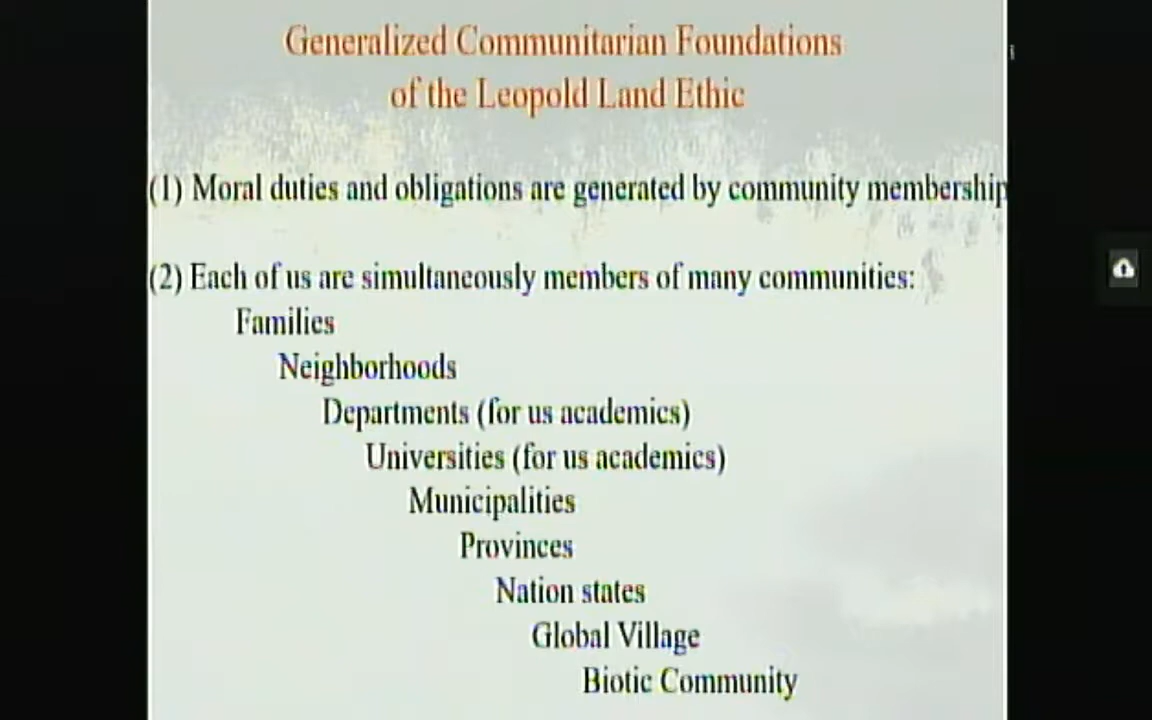 Generalized Communitarian Foundations
of the Leopold Land Ethic
(1) Moral duties and obligations are generated by community membership
(2) Each of us are simultaneously members of many communities:
Families
Neighborhoods
Departments (for us academics)
Universities (for us academics)
Municipalities
Provinces
Nation states
Global Village
Biotic Community